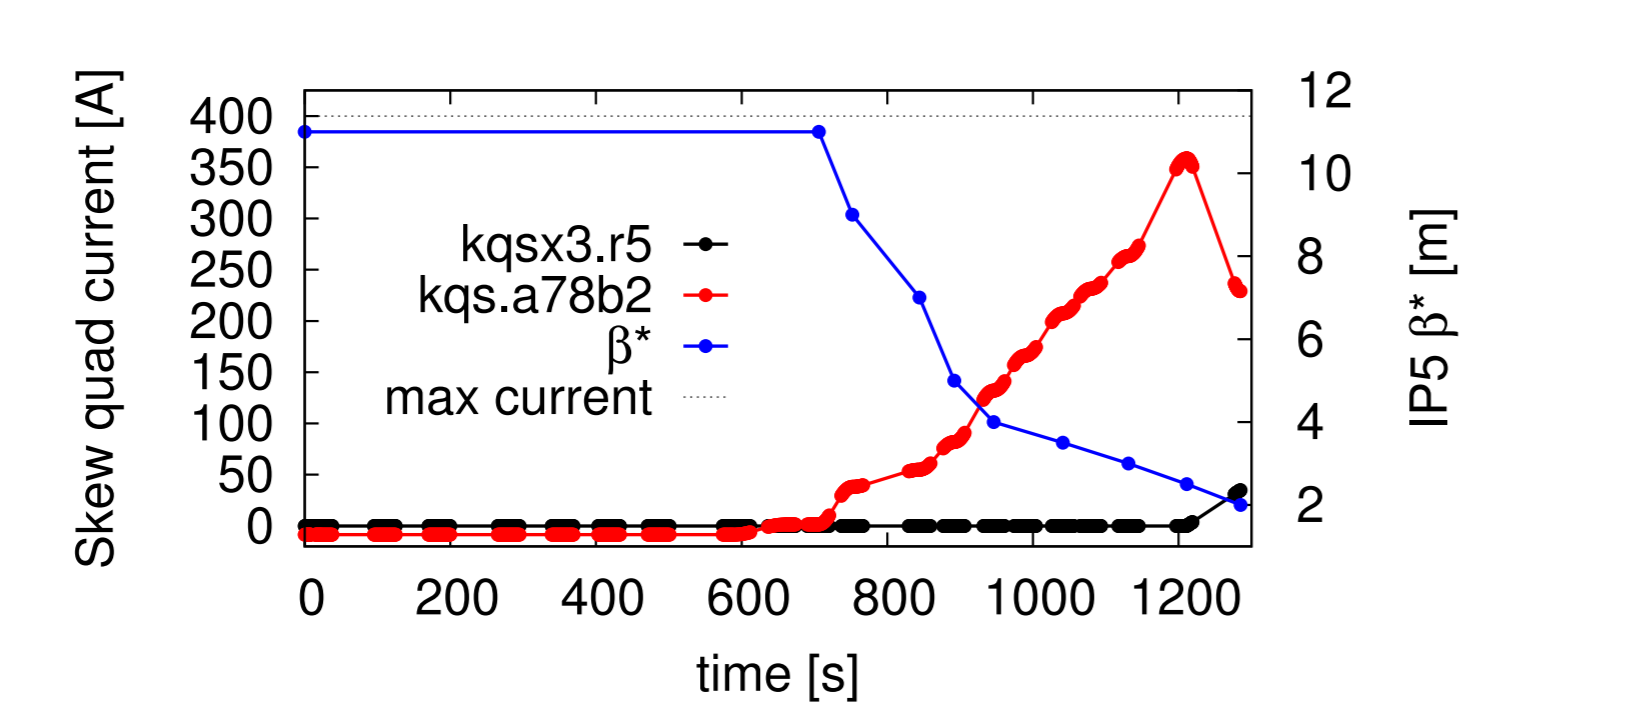 Skew quad current [A]
400
350
300
250
200
150
100
50
0
kqsx3.r5
kqs.a78b2
β*
max current
12
10
8
6
4
2
IP5 β* [m]
0 200 400 600 800 1000 1200
time [s]